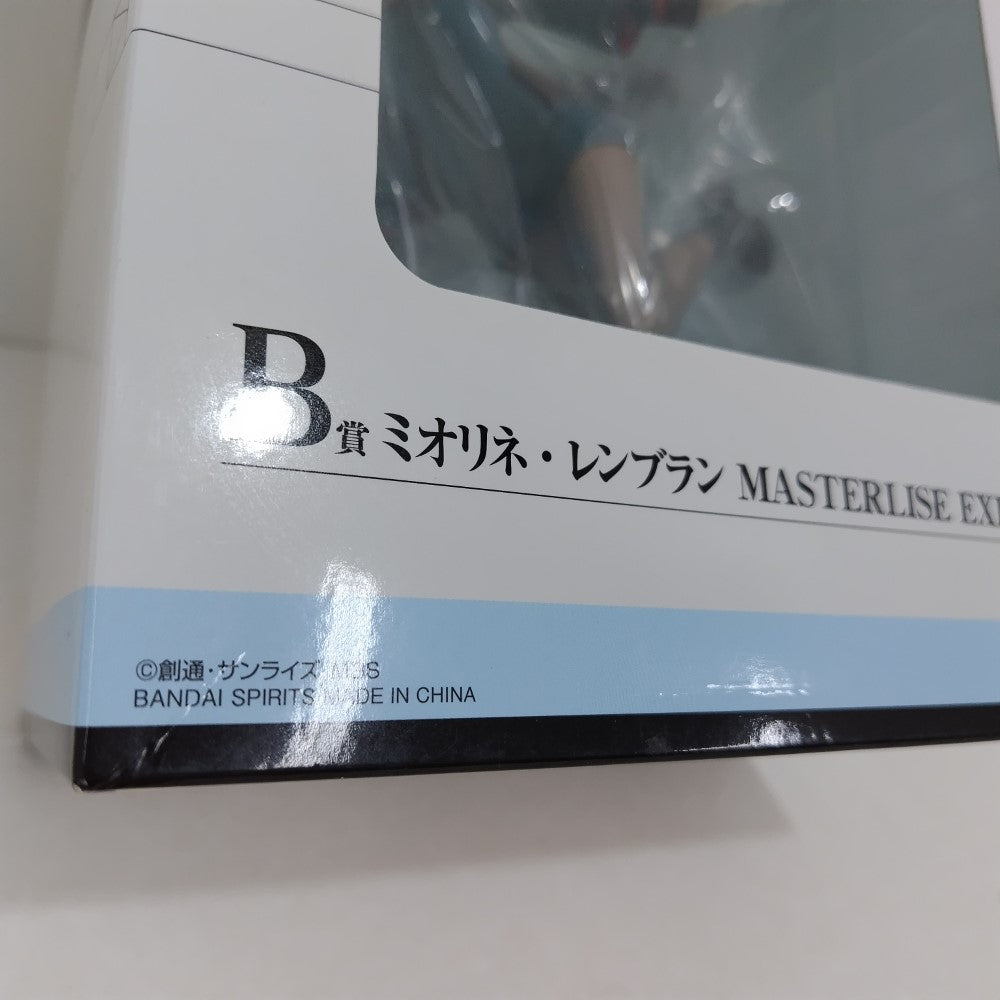 B賞 ミオリネ・レンブラン MASTERLISE
©創通・サンライズ
BANDAI SPIRITS MADE IN CHINA